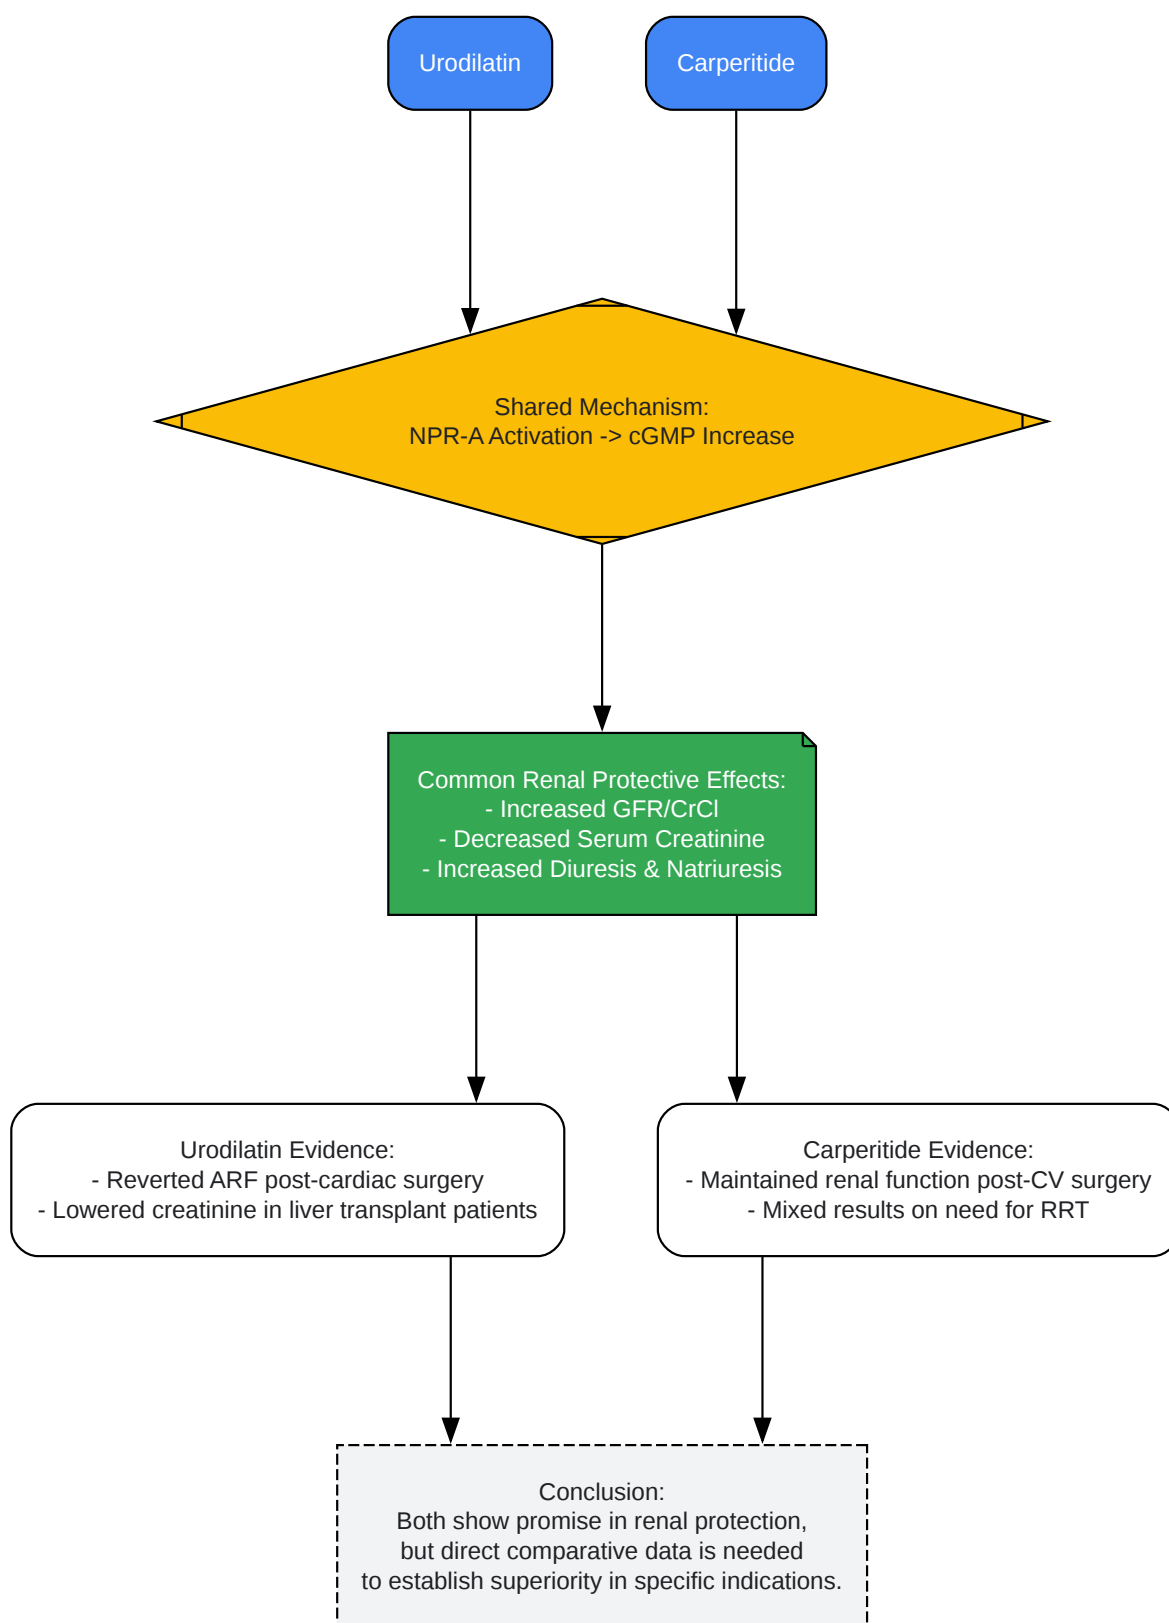 Urodilatin
Carperitide
Shared Mechanism:
NPR-A Activation -> cGMP Increase
Common Renal Protective Effects:
- Increased GFR/CrCl
- Decreased Serum Creatinine
- Increased Diuresis & Natriuresis
Urodilatin Evidence:
- Reverted ARF post-cardiac surgery
- Lowered creatinine in liver transplant patients
Carperitide Evidence:
- Maintained renal function post-CV surgery
- Mixed results on need for RRT
Conclusion:
Both show promise in renal protection,
but direct comparative data is needed
to establish superiority in specific indications.